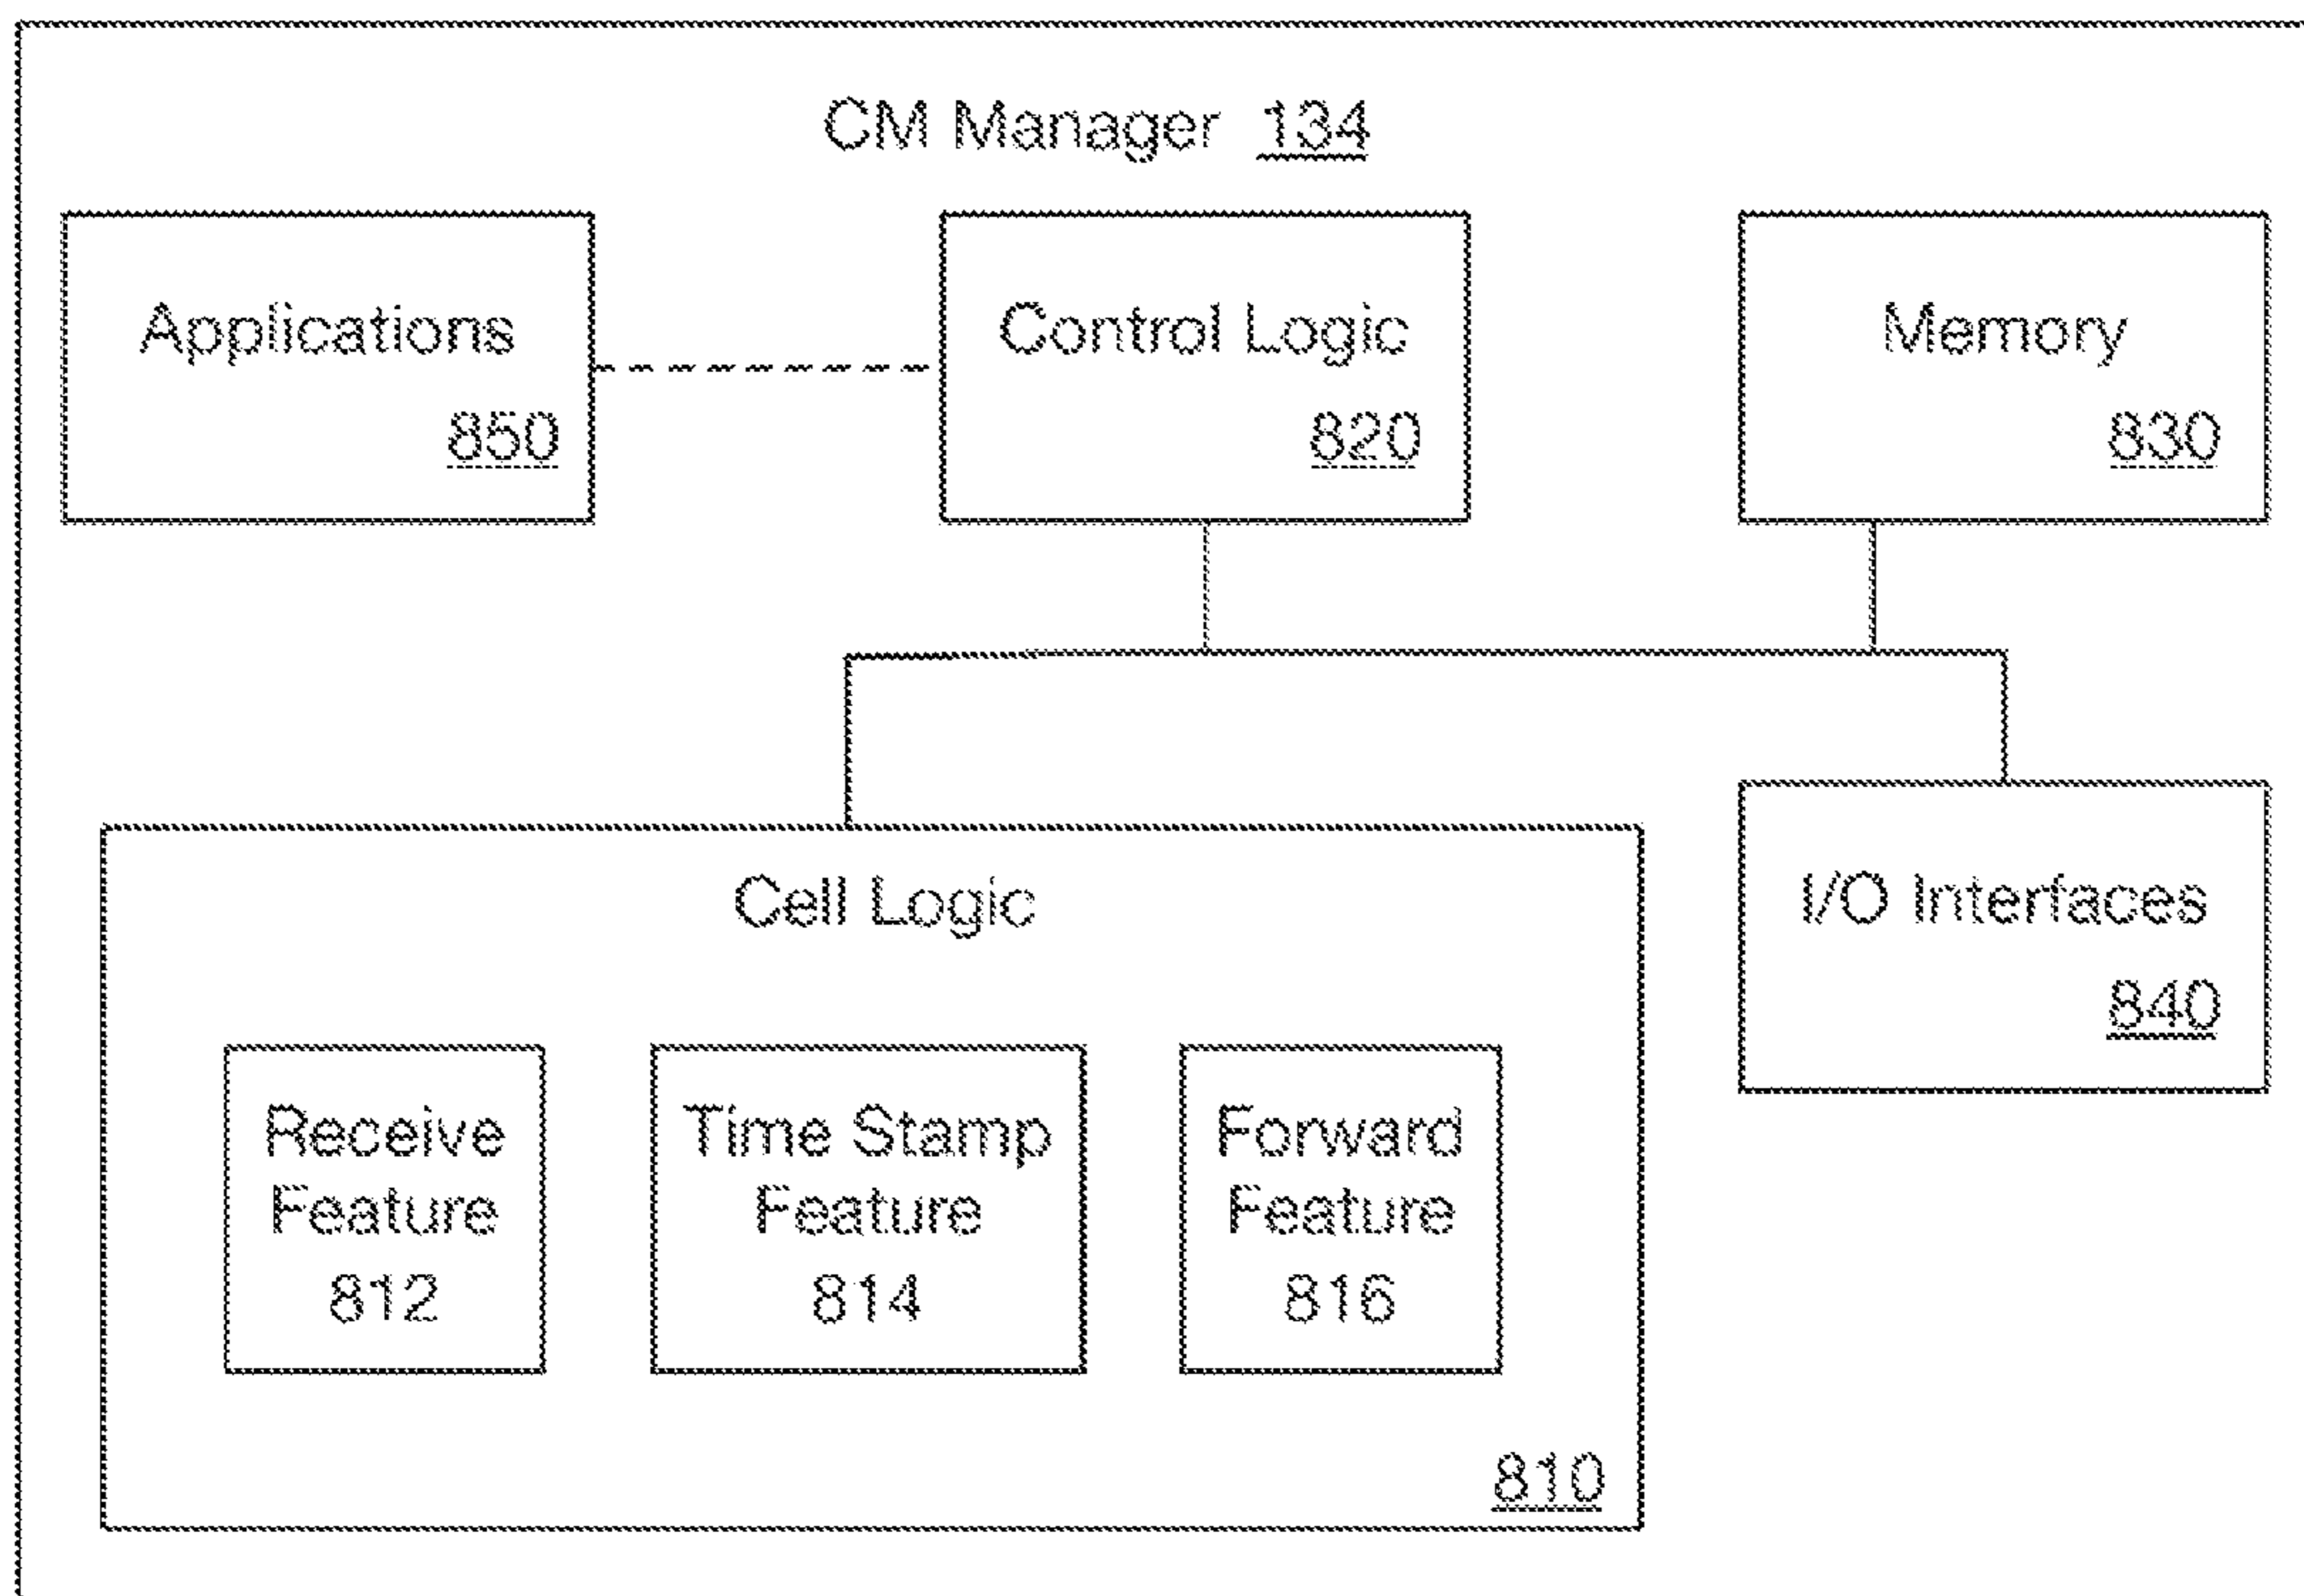 CM Manager 134
Applications
850
Control Logic
820
Memory
830
Cell Logic
Receive
Feature
812
Time Stamp
Feature
814
Forward
Feature
816
810
I/O Interfaces
840